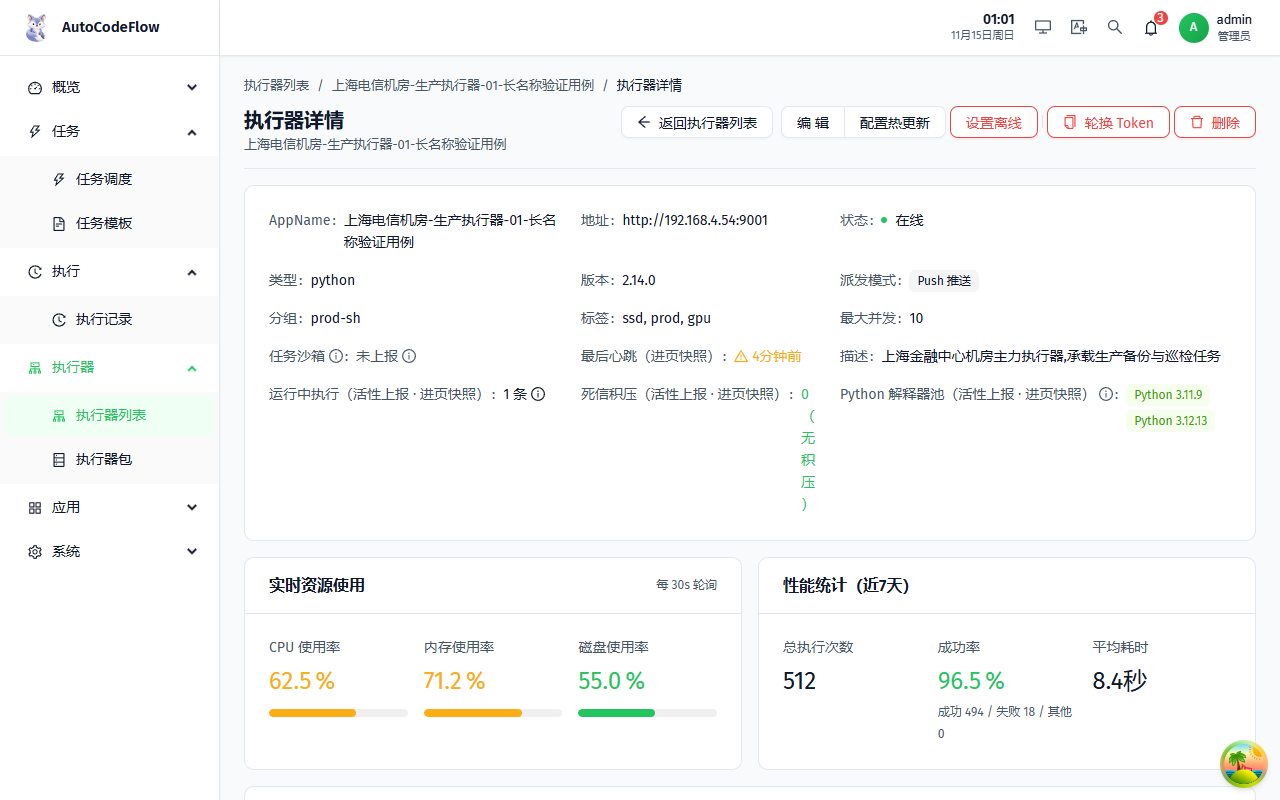 AutoCodeFlow
01:01
11月15日周日
3
A
admin
管理员
概览
任务
任务调度
任务模板
执行
执行记录
执行器
执行器列表
执行器包
应用
系统
执行器列表 / 上海电信机房-生产执行器-01-长名称验证用例 / 执行器详情
执行器详情
上海电信机房-生产执行器-01-长名称验证用例
返回执行器列表
编 辑
配置热更新
设置离线
轮换 Token
删除
AppName: 上海电信机房-生产执行器-01-长名
称验证用例
地址: http://192.168.4.54:9001
状态: 在线
类型: python
版本: 2.14.0
派发模式: Push 推送
分组: prod-sh
标签: ssd, prod, gpu
最大并发: 10
任务沙箱: 未上报
最后心跳（进页快照）: 4分钟前
描述: 上海金融中心机房主力执行器,承载生产备份与巡检任务
运行中执行（活性上报 · 进页快照）: 1 条
死信积压（活性上报 · 进页快照）: 0
（
无
积
压
）
Python 解释器池（活性上报 · 进页快照）: Python 3.11.9
Python 3.12.13
实时资源使用
每 30s 轮询
CPU 使用率
62.5 %
内存使用率
71.2 %
磁盘使用率
55.0 %
性能统计（近7天）
总执行次数
512
成功率
96.5 %
成功 494 / 失败 18 / 其他
0
平均耗时
8.4秒